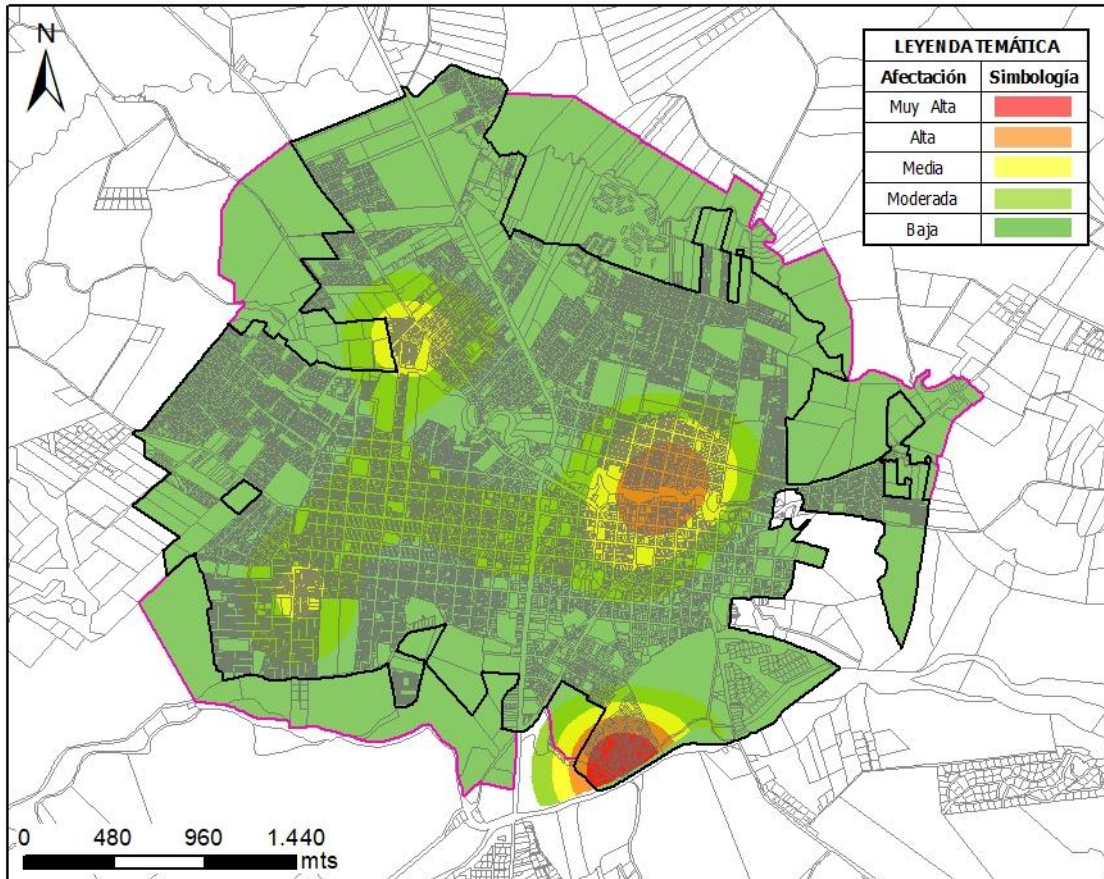 N
LEYENDA TEMÁTICA
Afectación Simbología
Muy Alta
Alta
Media
Moderada
Baja
0 480 960 1.440
mts